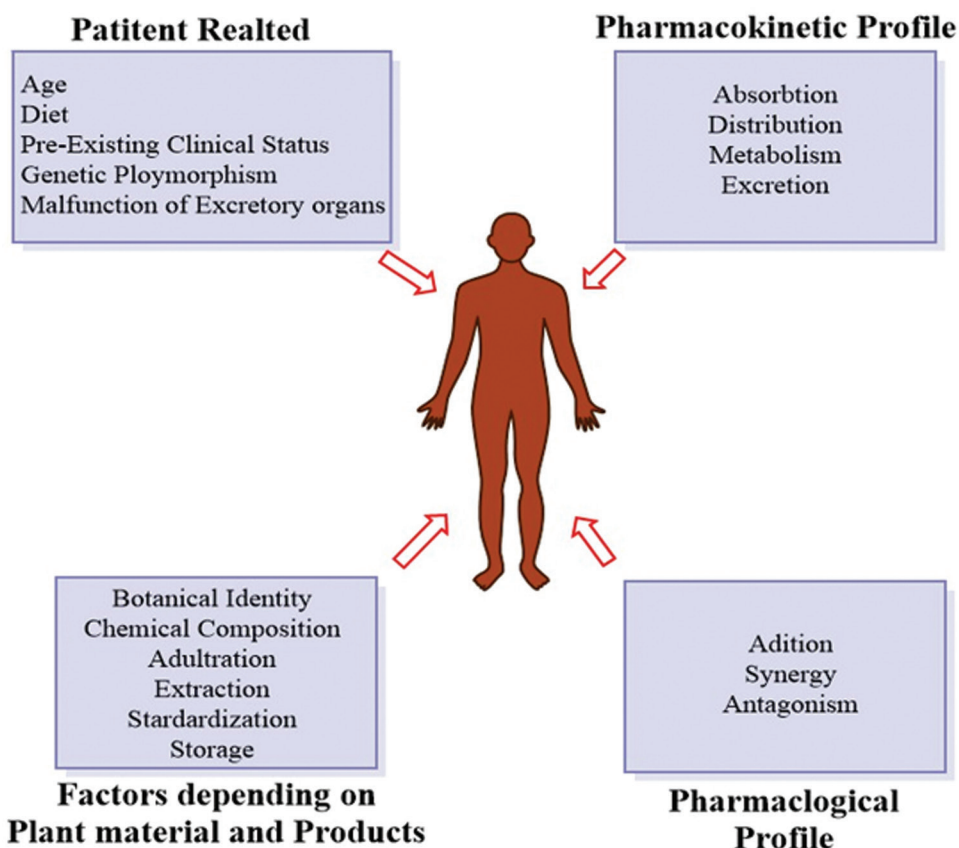 Patitent Realted
Age
Diet
Pre-Existing Clinical Status
Genetic Ploymorphism
Malfunction of Excretory organs
Pharmacokinetic Profile
Absorbtion
Distribution
Metabolism
Excretion
Botanical Identity
Chemical Composition
Adultration
Extraction
Stardardization
Storage
Factors depending on
Plant material and Products
Adition
Synergy
Antagonism
Pharmaclogical
Profile